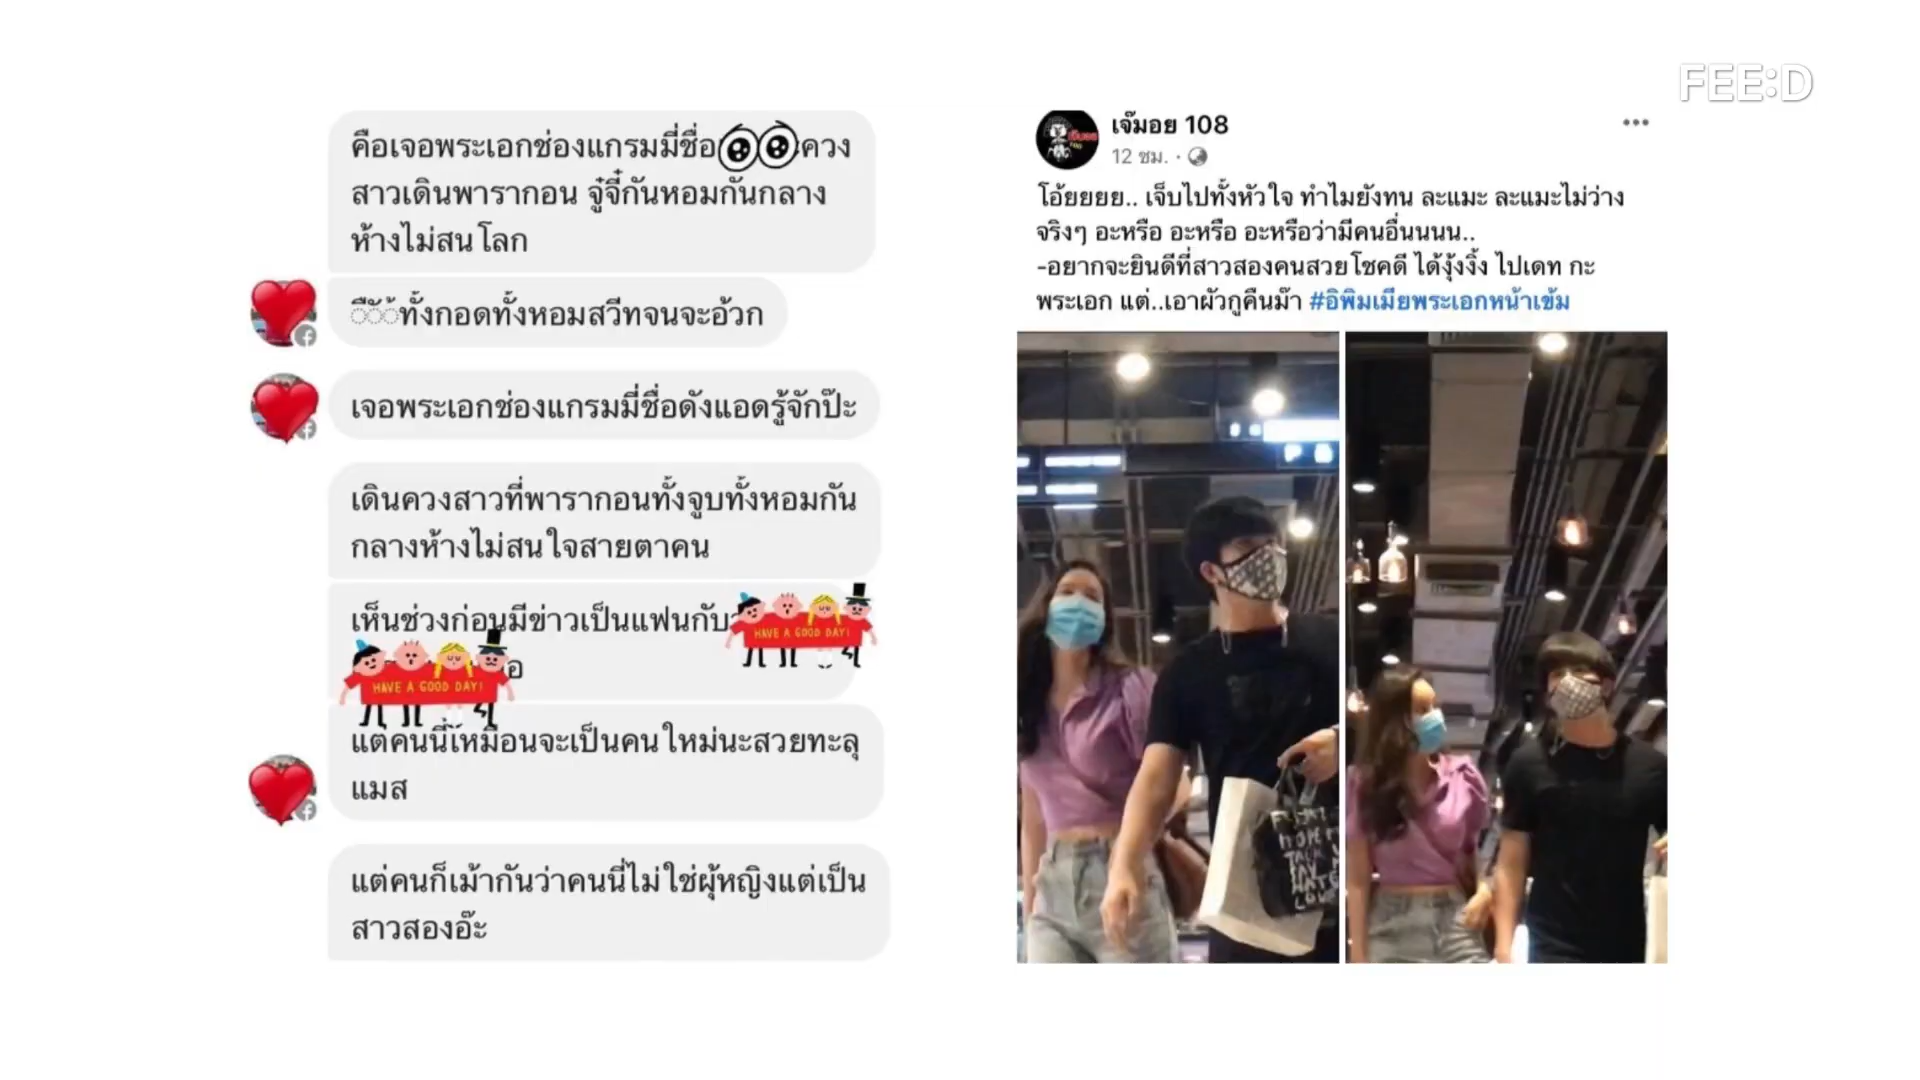 FEE:D
คือเจอพระเอกช่องแกรมมี่ชื่อ ควง
สาวเดินพารากอน จู๋จี๋กันหอมกันกลาง
ห้างไม่สนโลก
ทั้งกอดทั้งหอมสวีทจนจะอ้วก
เจอพระเอกช่องแกรมมี่ชื่อดังแอดรู้จักป๊ะ
เดินควงสาวที่พารากอนทั้งจูบทั้งหอมกัน
กลางห้างไม่สนใจสายตาคน
เห็นช่วงก่อนมีข่าวเป็นแฟนกับ
HAVE A GOOD DAY!
HAVE A GOOD DAY!
แต่คนนี้เหมือนจะเป็นคนใหม่นะสวยทะลุ
แมส
แต่คนก็เม้ากันว่าคนนี่ไม่ใช่ผุ้หญิงแต่เป็น
สาวสองอ๊ะ
เจ๊มอย 108
12 ชม.
โอ้ยยยย.. เจ็บไปทั้งหัวใจ ทำไมยังทน ละแมะ ละแมะไม่ว่าง
จริงๆ อะหรือ อะหรือ อะหรือว่ามีคนอื่นนนน..
-อยากจะยินดีที่สาวสองคนสวยโชคดี ได้งุ้งงิ้ง ไปเดท กะ
พระเอก แต่..เอาผัวกูคืนม๊า #อิพิมเมียพระเอกหน้าเข้ม